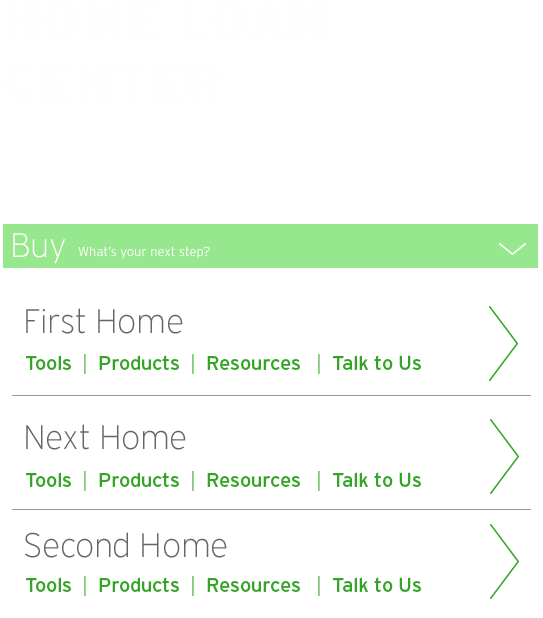 HOME LOAN
CENTER
Buy What's your next step?
First Home
Tools | Products | Resources | Talk to Us
Next Home
Tools | Products | Resources | Talk to Us
Second Home
Tools | Products | Resources | Talk to Us